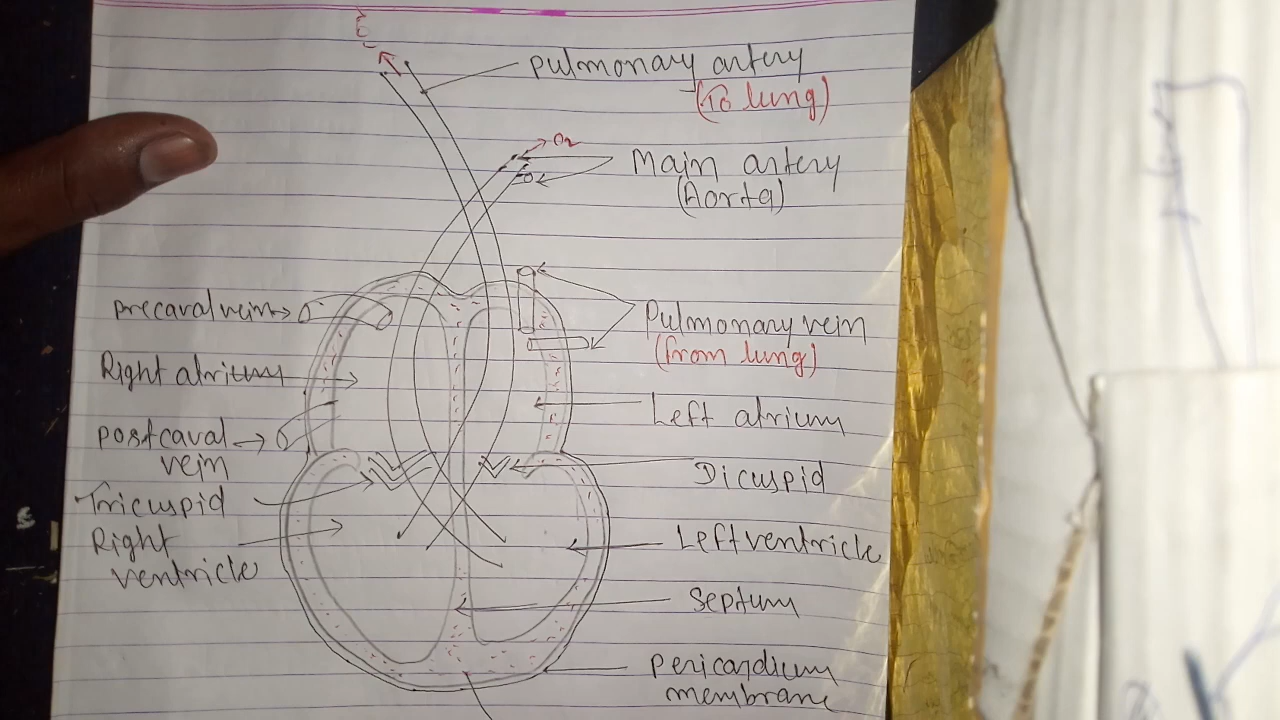 Pulmonary artery
(To lung)
O₂
Main artery
(Aorta)
precaval vein
Pulmonary vein
(from lung)
Right atrium
Left atrium
postcaval
vein
Dicuspid
Tricuspid
Right
ventricle
Left ventricle
Septum
Pericardium
membrane